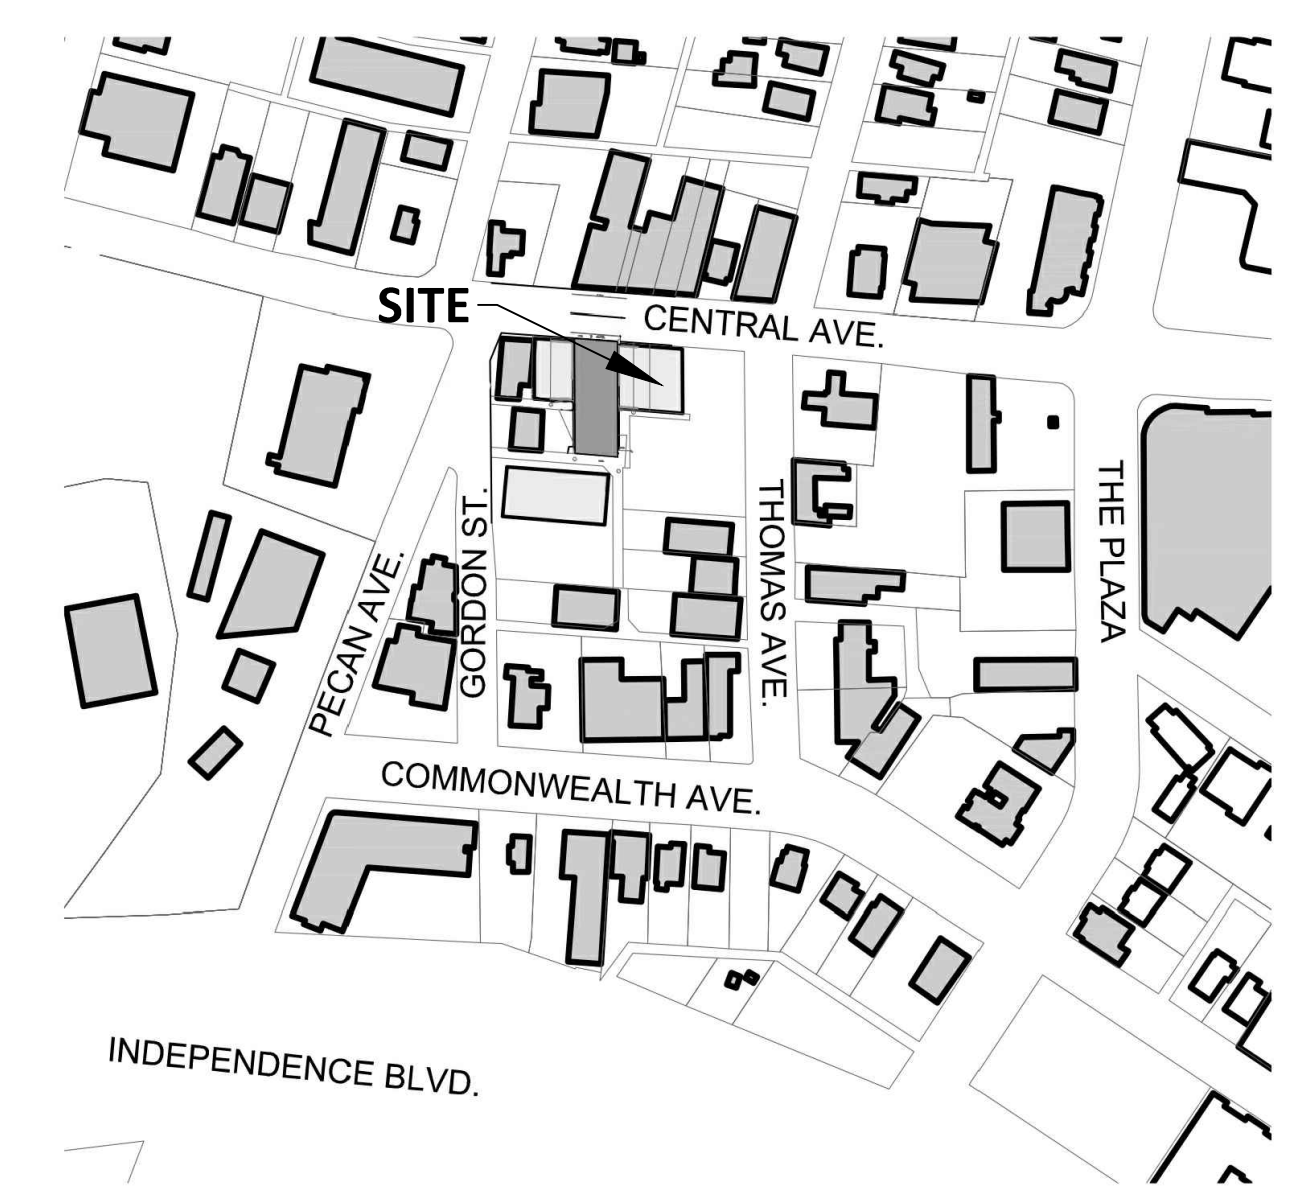 SITE
CENTRAL AVE.
THE PLAZA
THOMAS AVE.
GORDON ST.
PECAN AVE.
COMMONWEALTH AVE.
INDEPENDENCE BLVD.